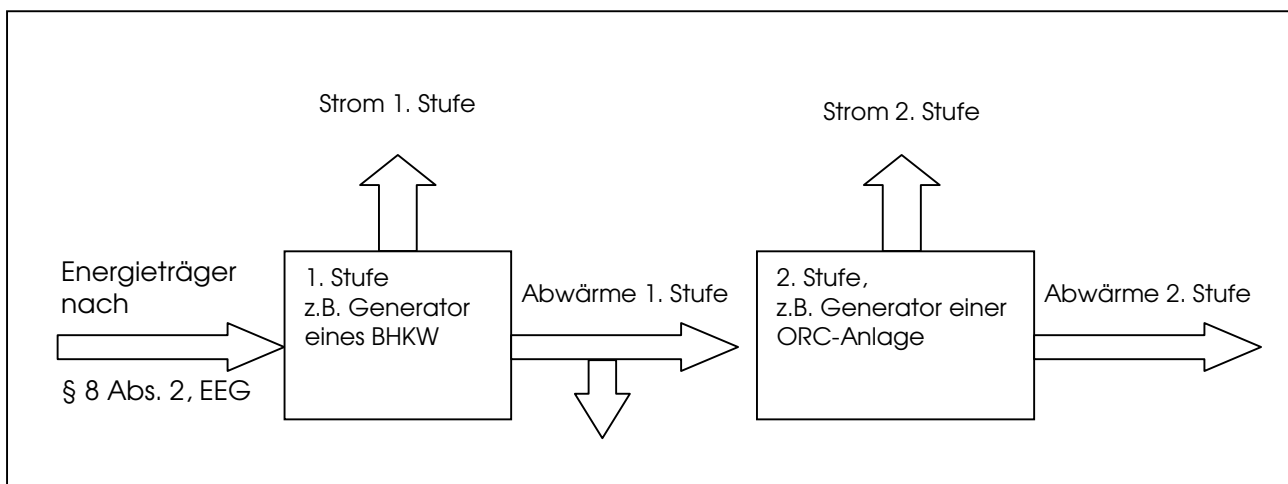 Strom 1. Stufe
Strom 2. Stufe
Energieträger
nach
§ 8 Abs. 2, EEG
1. Stufe
z.B. Generator
eines BHKW
Abwärme 1. Stufe
2. Stufe,
z.B. Generator einer
ORC-Anlage
Abwärme 2. Stufe